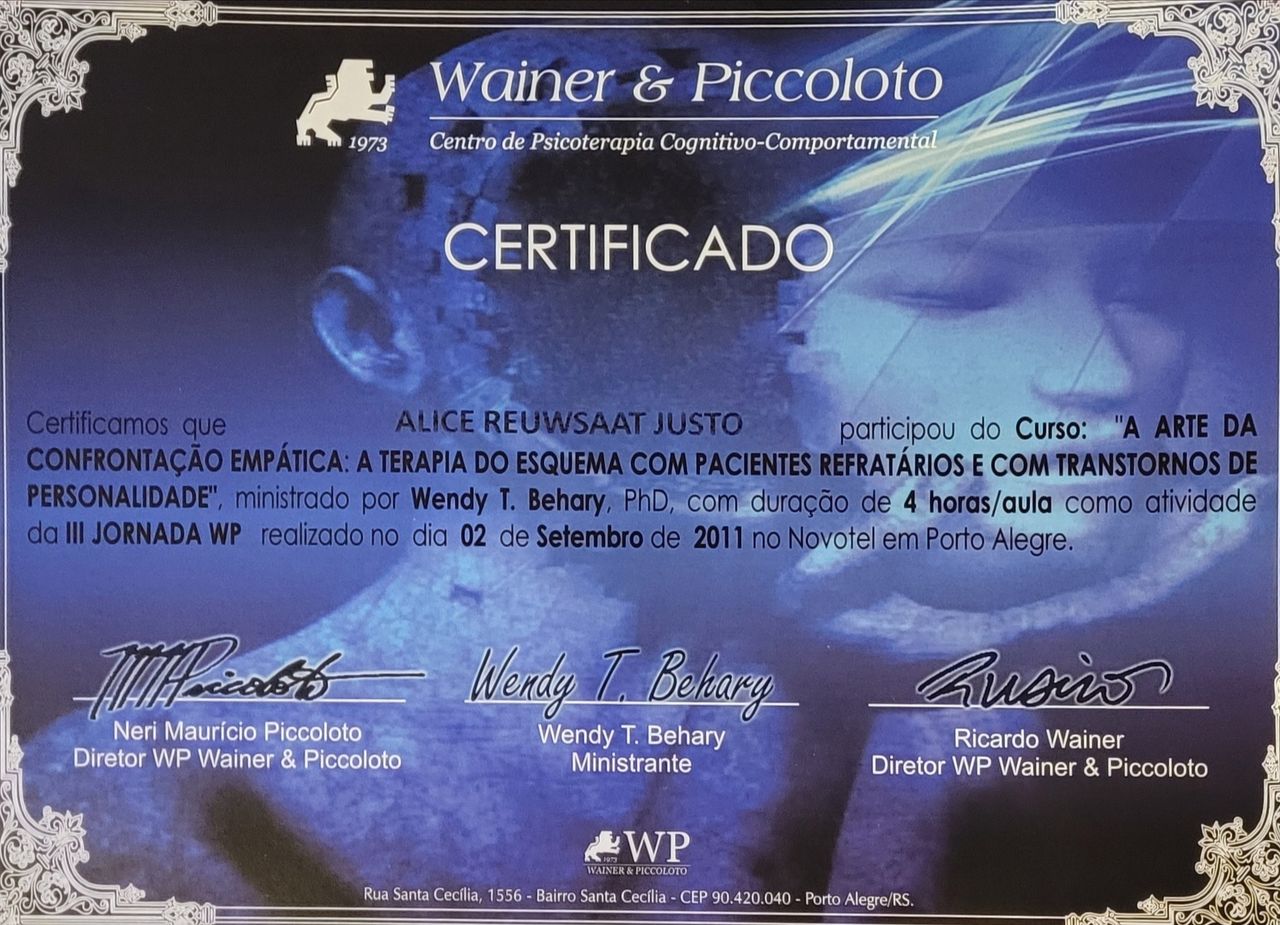 Wainer & Piccoloto
1973
Centro de Psicoterapia Cognitivo-Comportamental
CERTIFICADO
Certificamos que ALICE REUWSAAT JUSTO participou do Curso: "A ARTE DA
CONFRONTAÇÃO EMPÁTICA: A TERAPIA DO ESQUEMA COM PACIENTES REFRATÁRIOS E COM TRANSTORNOS DE
PERSONALIDADE", ministrado por Wendy T. Behary, PhD, com duração de 4 horas/aula como atividade
da III JORNADA WP realizado no dia 02 de Setembro de 2011 no Novotel em Porto Alegre.
Wendy T. Behary
Neri Maurício Piccoloto
Diretor WP Wainer & Piccoloto
Wendy T. Behary
Ministrante
Ricardo Wainer
Diretor WP Wainer & Piccoloto
1973
WP
WAINER & PICCOLOTO
Rua Santa Cecília, 1556 - Bairro Santa Cecília - CEP 90.420.040 - Porto Alegre/RS.